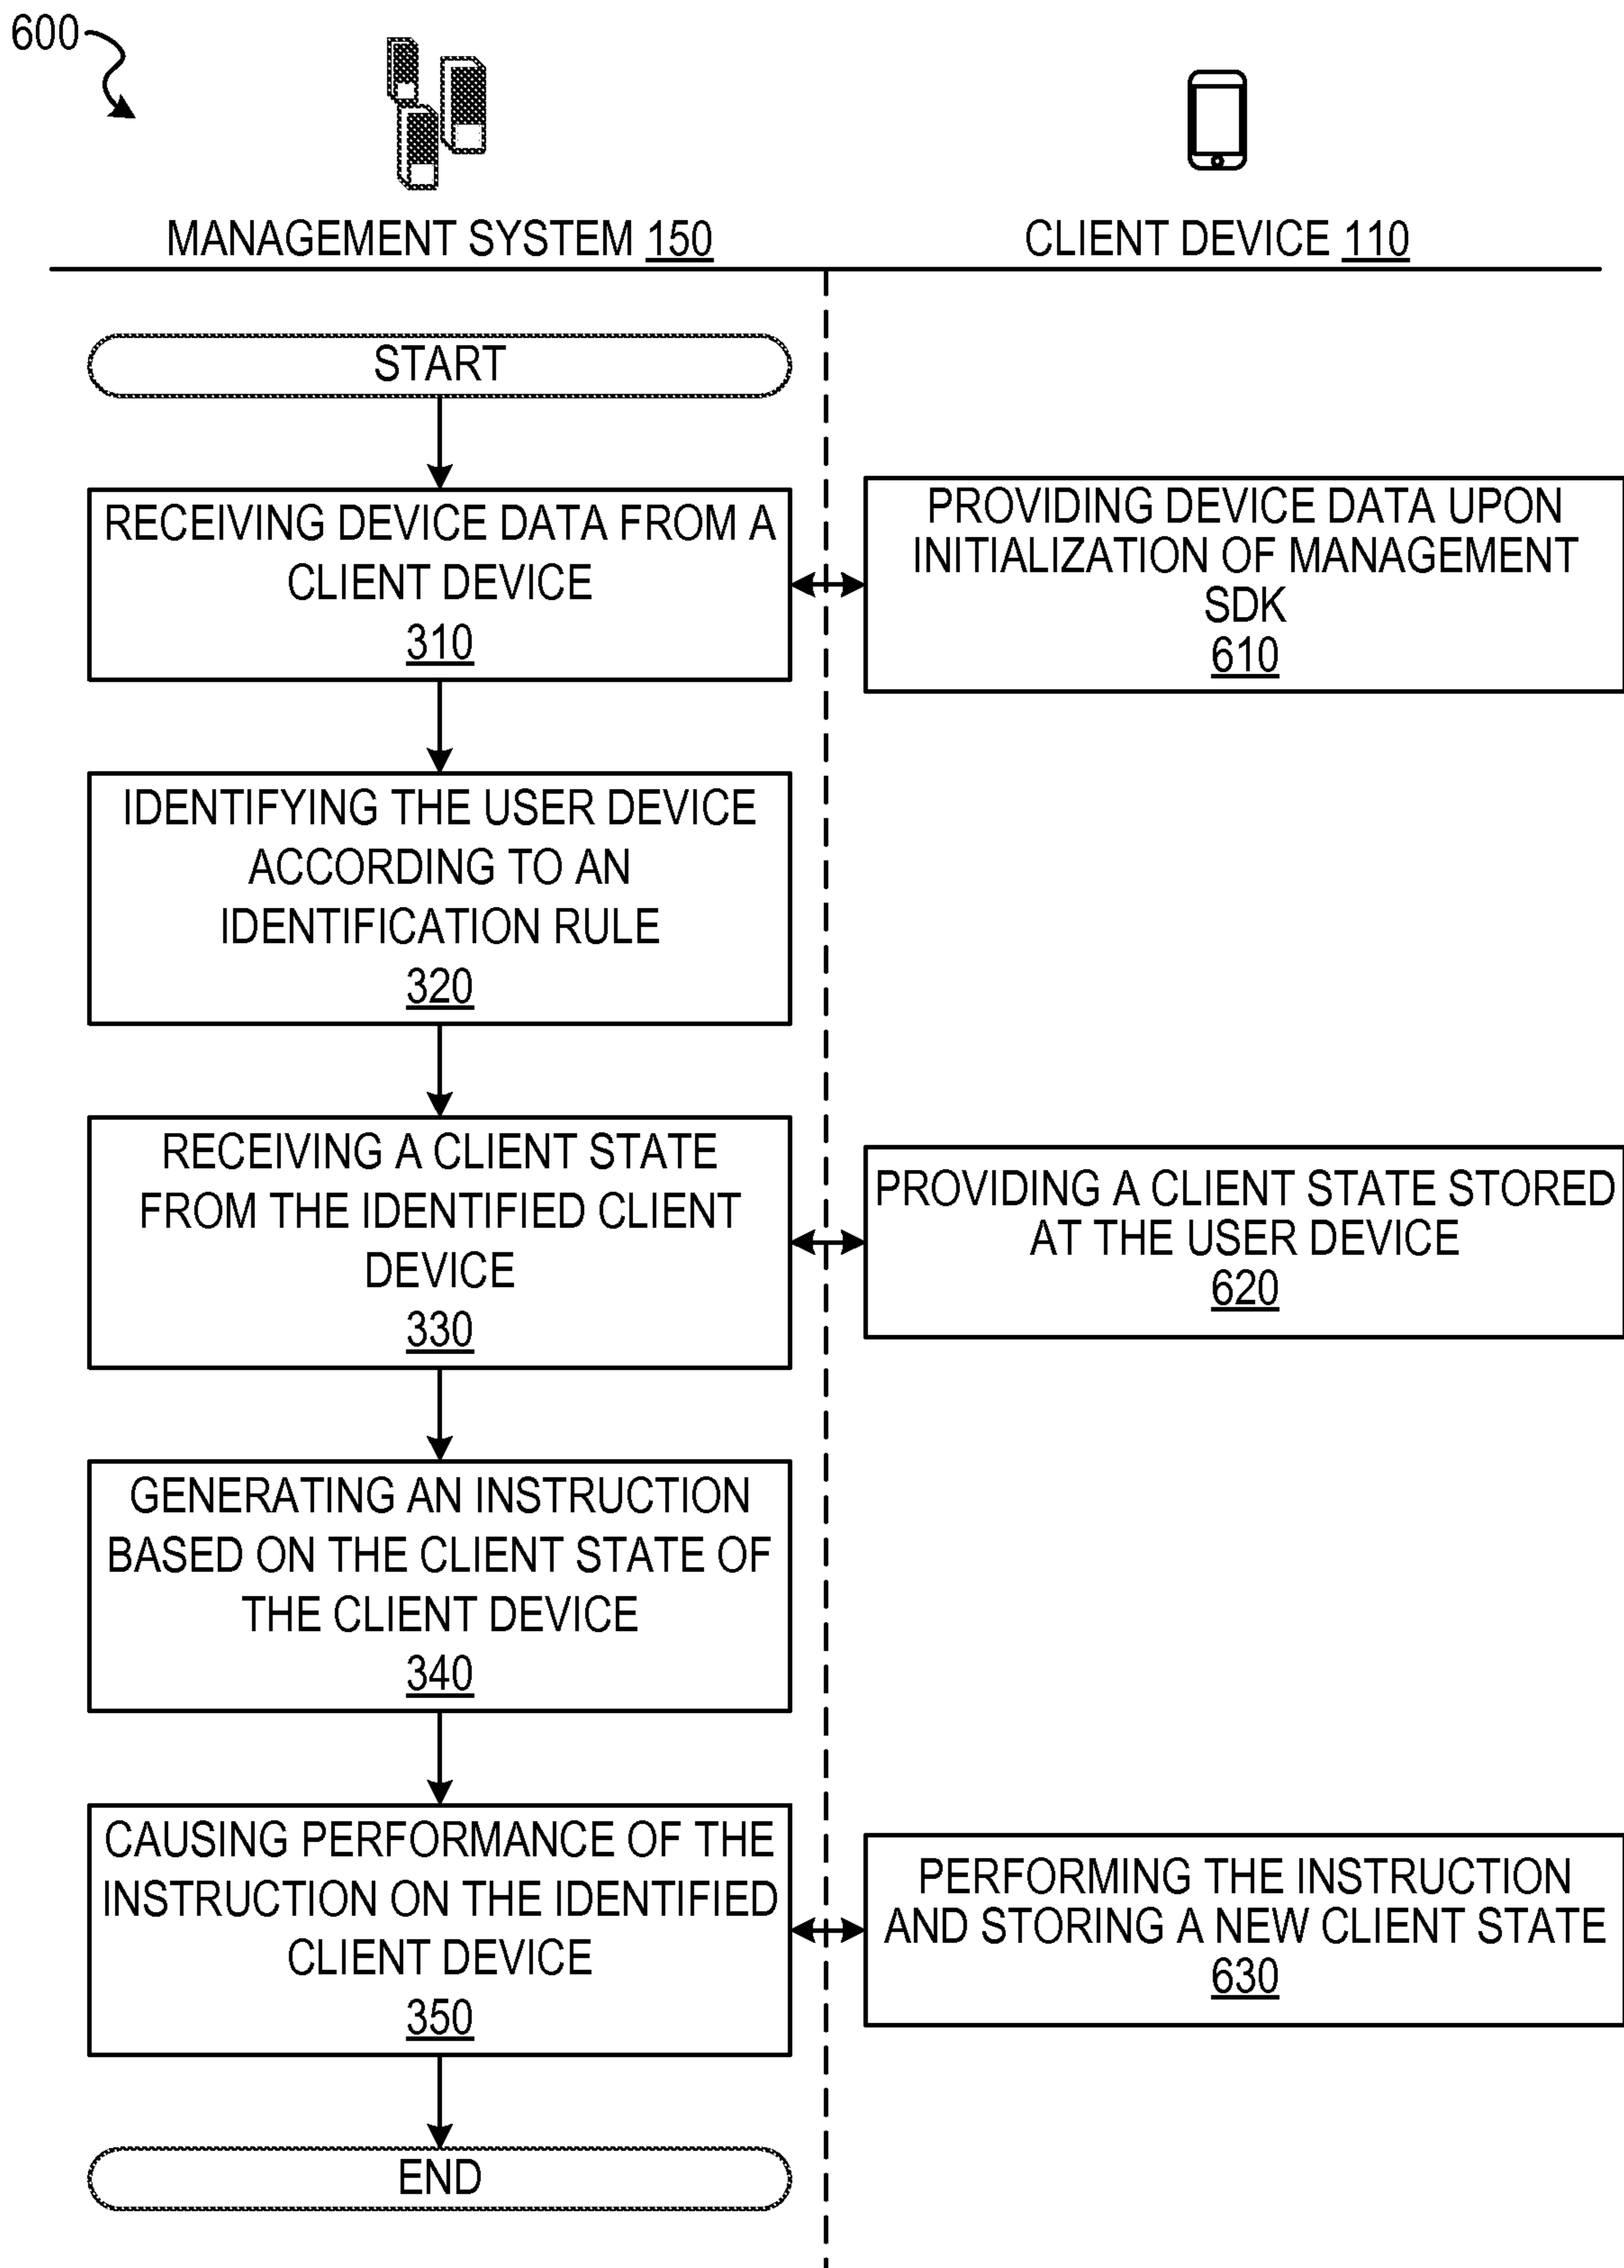 600
MANAGEMENT SYSTEM 150
CLIENT DEVICE 110
START
RECEIVING DEVICE DATA FROM A
CLIENT DEVICE
310
PROVIDING DEVICE DATA UPON
INITIALIZATION OF MANAGEMENT
SDK
610
IDENTIFYING THE USER DEVICE
ACCORDING TO AN
IDENTIFICATION RULE
320
RECEIVING A CLIENT STATE
FROM THE IDENTIFIED CLIENT
DEVICE
330
PROVIDING A CLIENT STATE STORED
AT THE USER DEVICE
620
GENERATING AN INSTRUCTION
BASED ON THE CLIENT STATE OF
THE CLIENT DEVICE
340
CAUSING PERFORMANCE OF THE
INSTRUCTION ON THE IDENTIFIED
CLIENT DEVICE
350
PERFORMING THE INSTRUCTION
AND STORING A NEW CLIENT STATE
630
END